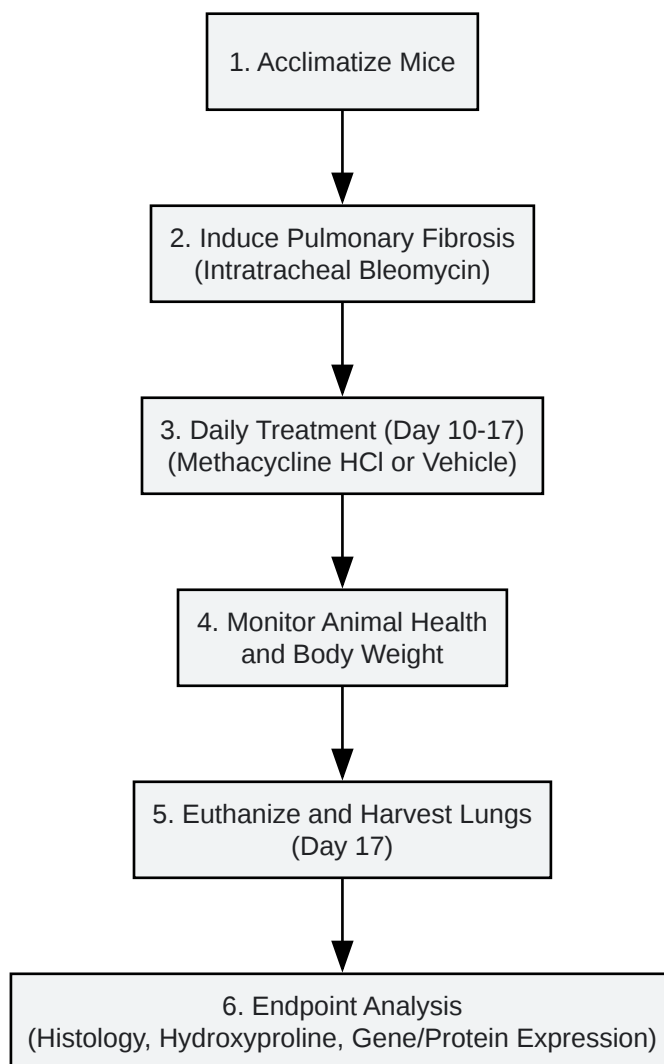 1. Acclimatize Mice
2. Induce Pulmonary Fibrosis
(Intratracheal Bleomycin)
3. Daily Treatment (Day 10-17)
(Methacycline HCl or Vehicle)
4. Monitor Animal Health
and Body Weight
5. Euthanize and Harvest Lungs
(Day 17)
6. Endpoint Analysis
(Histology, Hydroxyproline, Gene/Protein Expression)